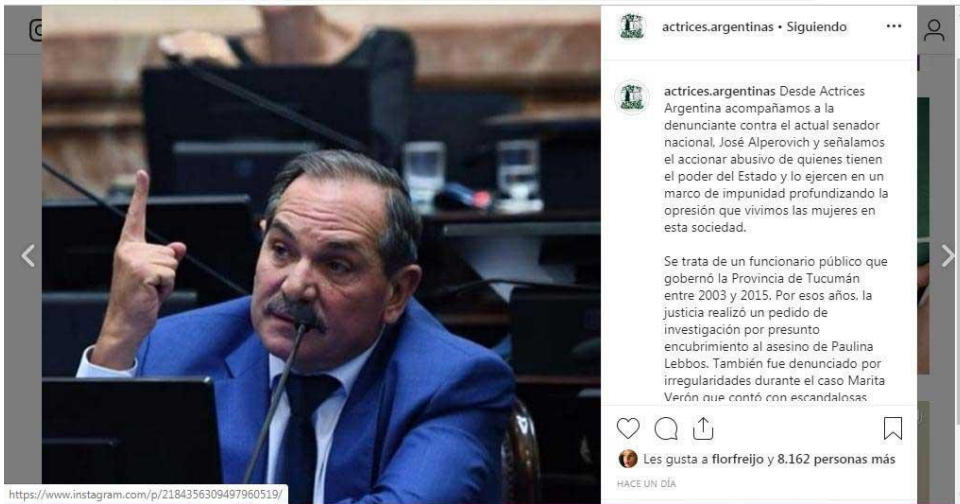 actrices.argentinas • Siguiendo
actrices.argentinas Desde Actrices
Argentina acompañamos a la
denunciante contra el actual senador
nacional, José Alperovich y señalamos
el accionar abusivo de quienes tienen
el poder del Estado y lo ejercen en un
marco de impunidad profundizando la
opresión que vivimos las mujeres en
esta sociedad.
Se trata de un funcionario público que
gobernó la Provincia de Tucumán
entre 2003 y 2015. Por esos años, la
justicia realizó un pedido de
investigación por presunto
encubrimiento al asesino de Paulina
Lebbos. También fue denunciado por
irregularidades durante el caso Marita
Verón que contó con escandalosas
Les gusta a florfreijo y 8.162 personas más
HACE UN DÍA
https://www.instagram.com/p/2184356309497960519/